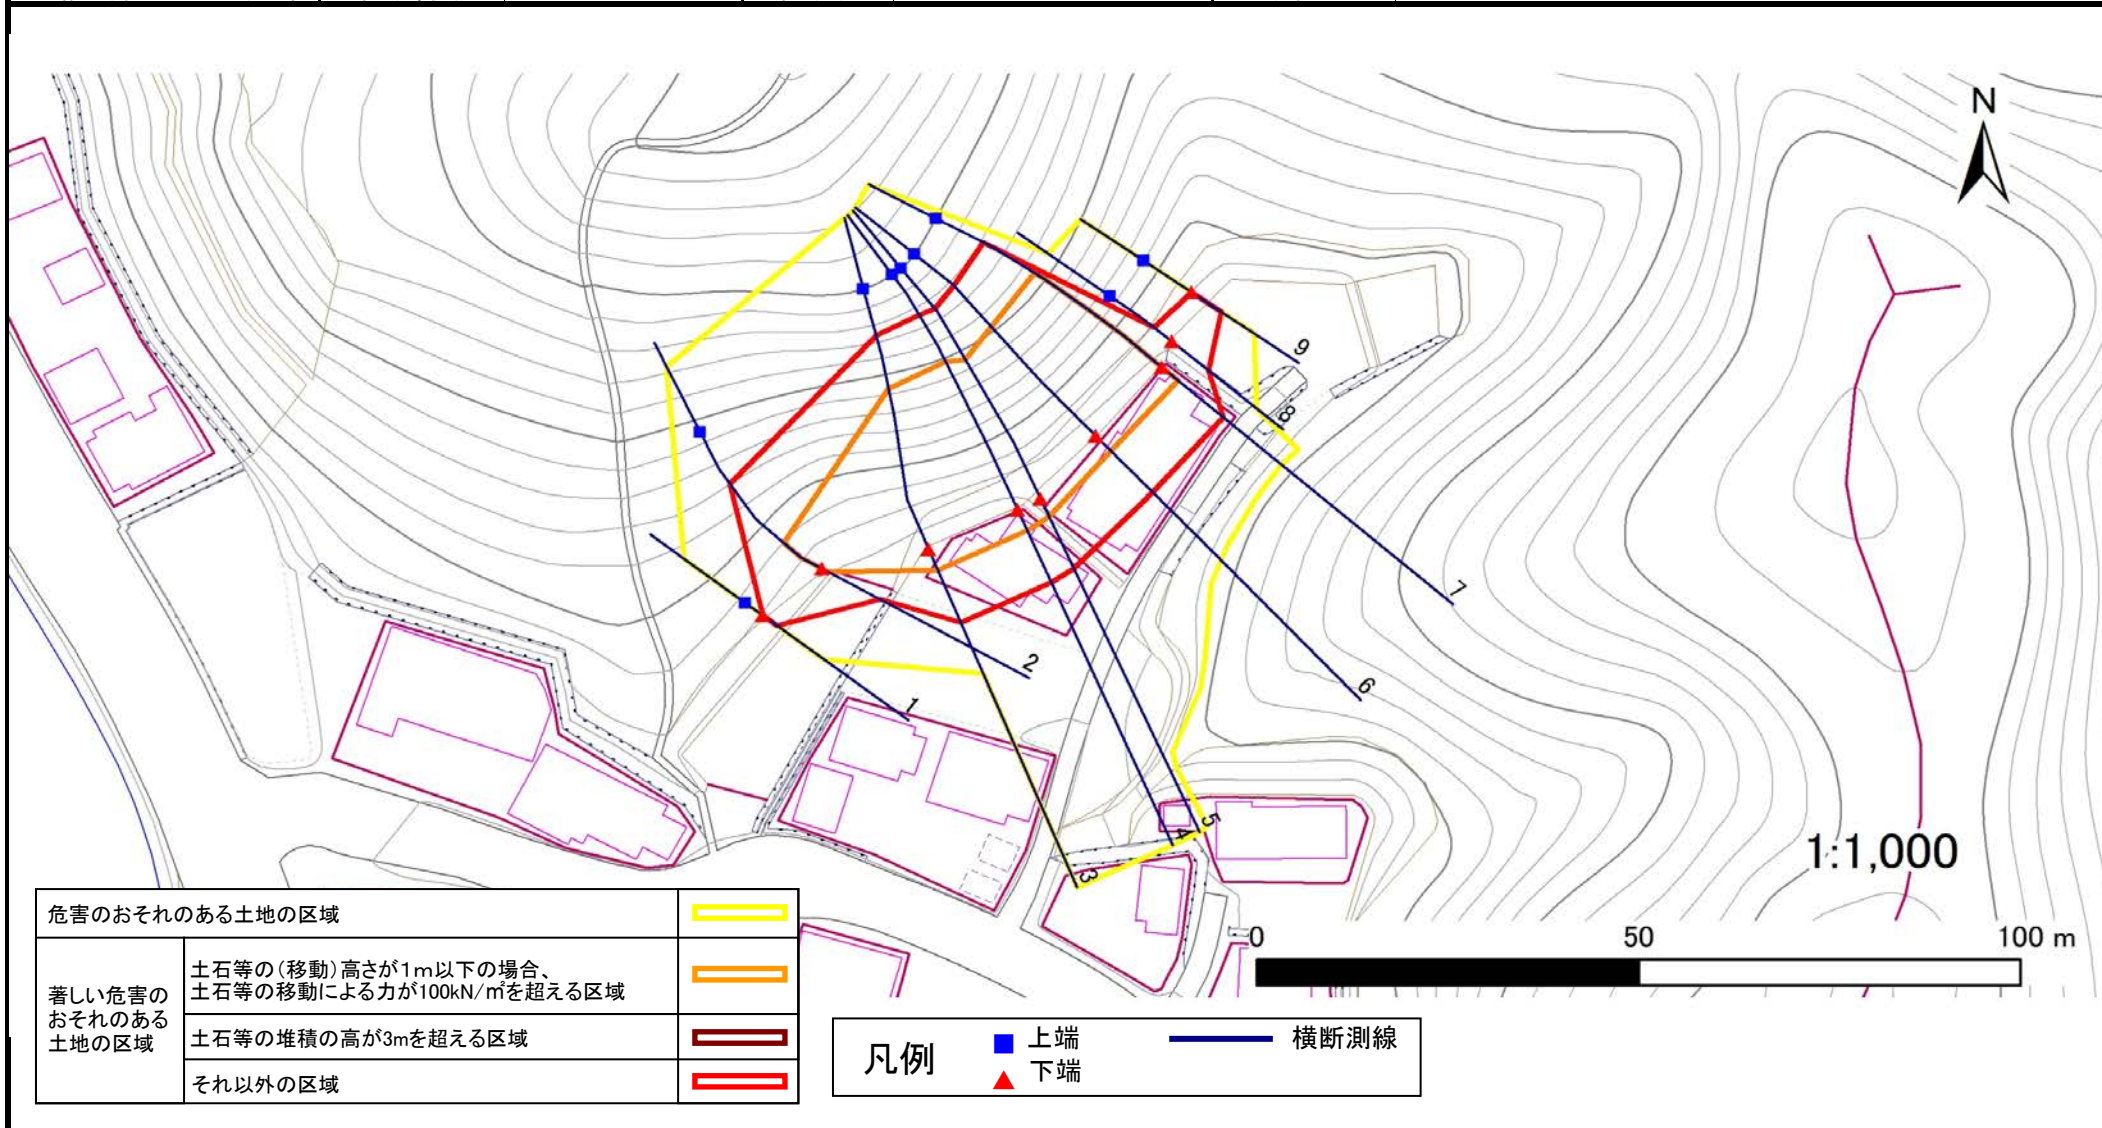 N
9
8
7
2
6
1
5
4
3
1:1,000
0 50 100 m
危害のおそれのある土地の区域
著しい危害の
おそれのある
土地の区域
土石等の(移動)高さが1m以下の場合、
土石等の移動による力が100kN/㎡を超える区域
土石等の堆積の高が3mを超える区域
それ以外の区域
凡例
上端
下端
横断測線